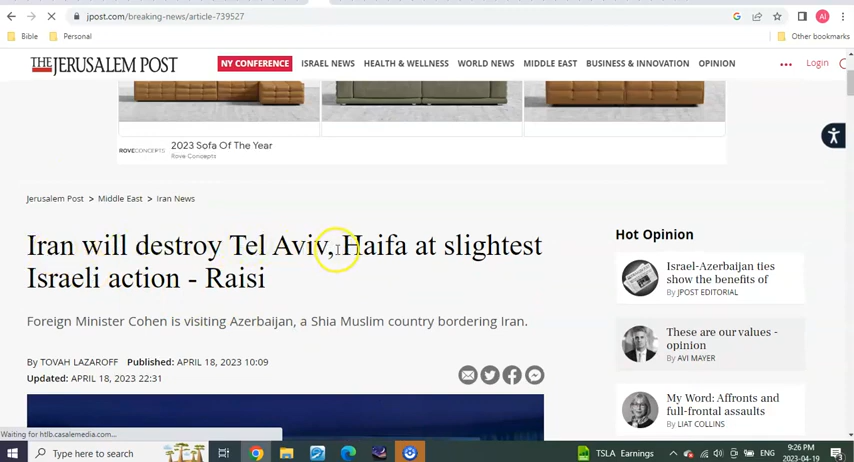 jpost.com/breaking-news/article-739527
Bible Personal Other bookmarks
THE JERUSALEM POST NY CONFERENCE ISRAEL NEWS HEALTH & WELLNESS WORLD NEWS MIDDLE EAST BUSINESS & INNOVATION OPINION Login
ROVECONCEPTS 2023 Sofa Of The Year
Rove Concepts
Jerusalem Post > Middle East > Iran News
Iran will destroy Tel Aviv, Haifa at slightest
Israeli action - Raisi
Foreign Minister Cohen is visiting Azerbaijan, a Shia Muslim country bordering Iran.
By TOVAH LAZAROFF Published: APRIL 18, 2023 10:09
Updated: APRIL 18, 2023 22:31
Hot Opinion
Israel-Azerbaijan ties
show the benefits of
By JPOST EDITORIAL
These are our values -
opinion
By AVI MAYER
My Word: Affronts and
full-frontal assaults
By LIAT COLLINS
Waiting for htlb.casalemedia.com...
Type here to search
TSLA Earnings
ENG
9:26 PM
2023-04-19
3